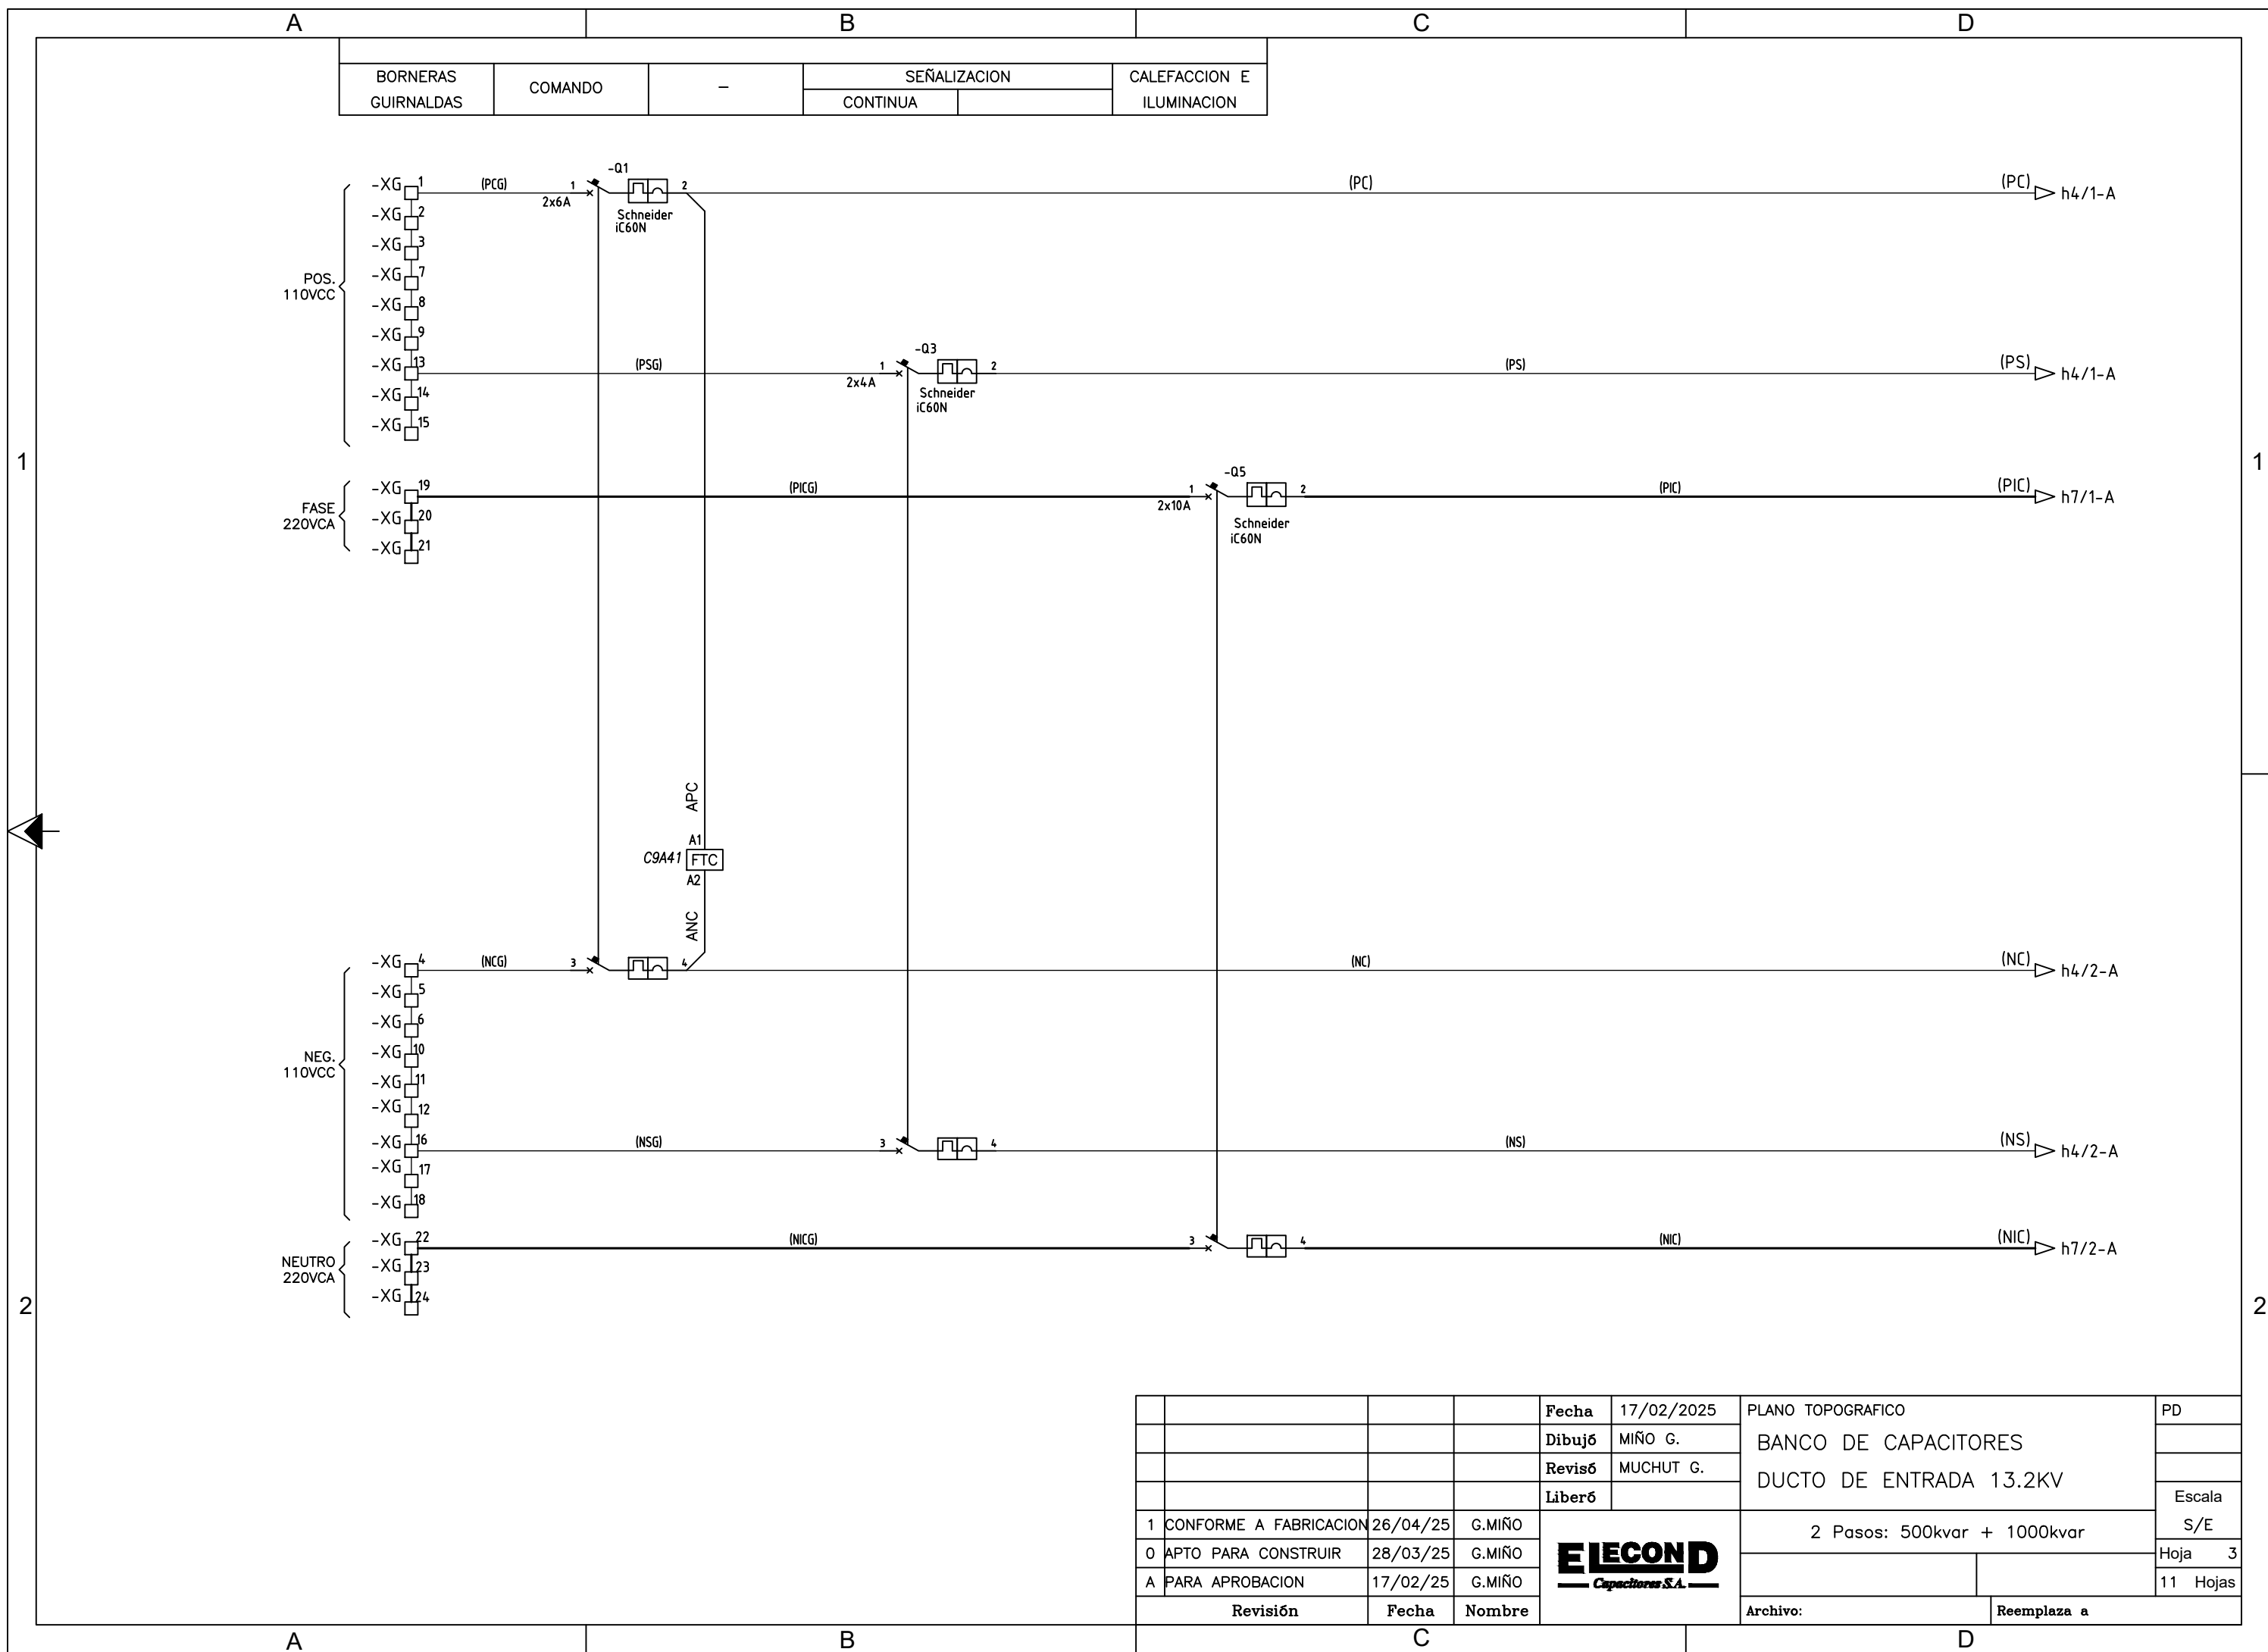 A B C D
BORNERAS
GUIRNALDAS
COMANDO
–
SEÑALIZACION
CONTINUA
CALEFACCION E
ILUMINACION
POS.
110VCC
-XG 1 (PCG) 1 -Q1 2 (PC) (PC) h4/1-A
2x6A
Schneider
iC60N
-XG 2
-XG 3
-XG 7
-XG 8
-XG 9
-XG 13 (PSG) 1 -Q3 2 (PS) (PS) h4/1-A
2x4A
Schneider
iC60N
-XG 14
-XG 15
1 1
FASE
220VCA
-XG 19 (PICG) 1 -Q5 2 (PIC) (PIC) h7/1-A
2x10A
Schneider
iC60N
-XG 20
-XG 21
APC
A1
C9A41 FTC
A2
ANC
NEG.
110VCC
-XG 4 (NCG) 3 4 (NC) (NC) h4/2-A
-XG 5
-XG 6
-XG 10
-XG 11
-XG 12
-XG 16 (NSG) 3 4 (NS) (NS) h4/2-A
-XG 17
-XG 18
NEUTRO
220VCA
-XG 22 (NICG) 3 4 (NIC) (NIC) h7/2-A
-XG 23
-XG 24
2 2
Fecha 17/02/2025
Dibujó MIÑO G.
Revisó MUCHUT G.
Liberó
PLANO TOPOGRAFICO
BANCO DE CAPACITORES
DUCTO DE ENTRADA 13.2KV
PD
Escala
S/E
1 CONFORME A FABRICACION 26/04/25 G.MIÑO
0 APTO PARA CONSTRUIR 28/03/25 G.MIÑO
A PARA APROBACION 17/02/25 G.MIÑO
Revisión Fecha Nombre
ELECOND
Capacitores S.A.
2 Pasos: 500kvar + 1000kvar
Hoja 3
11 Hojas
Archivo:
Reemplaza a
A B C D